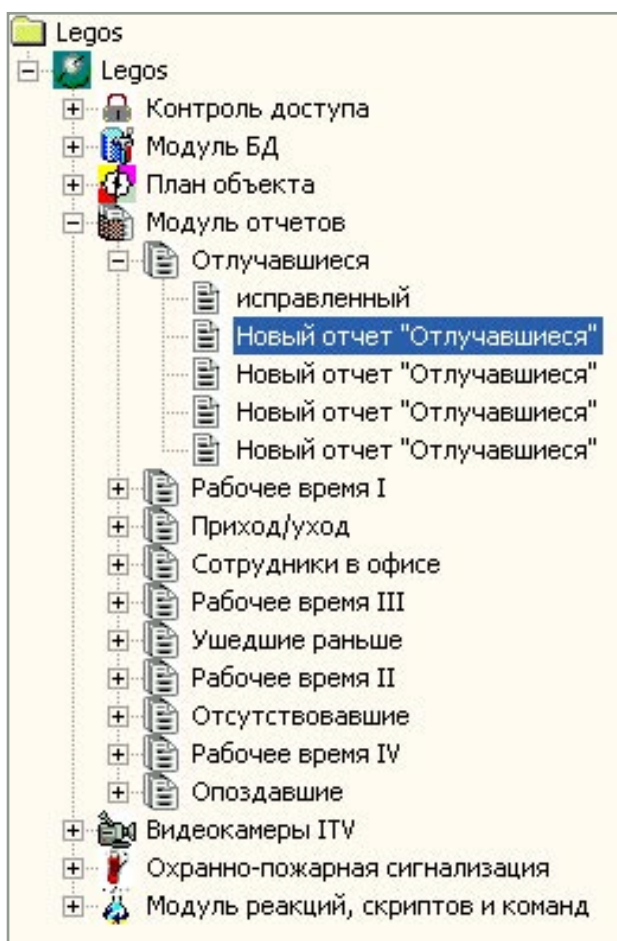 Legos
Legos
Контроль доступа
Модуль БД
План объекта
Модуль отчетов
Отлучавшиеся
исправленный
Новый отчет "Отлучавшиеся"
Новый отчет "Отлучавшиеся"
Новый отчет "Отлучавшиеся"
Новый отчет "Отлучавшиеся"
Рабочее время I
Приход/уход
Сотрудники в офисе
Рабочее время III
Ушедшие раньше
Рабочее время II
Отсутствовавшие
Рабочее время IV
Опоздавшие
Видеокамеры ITV
Охранно-пожарная сигнализация
Модуль реакций, скриптов и команд